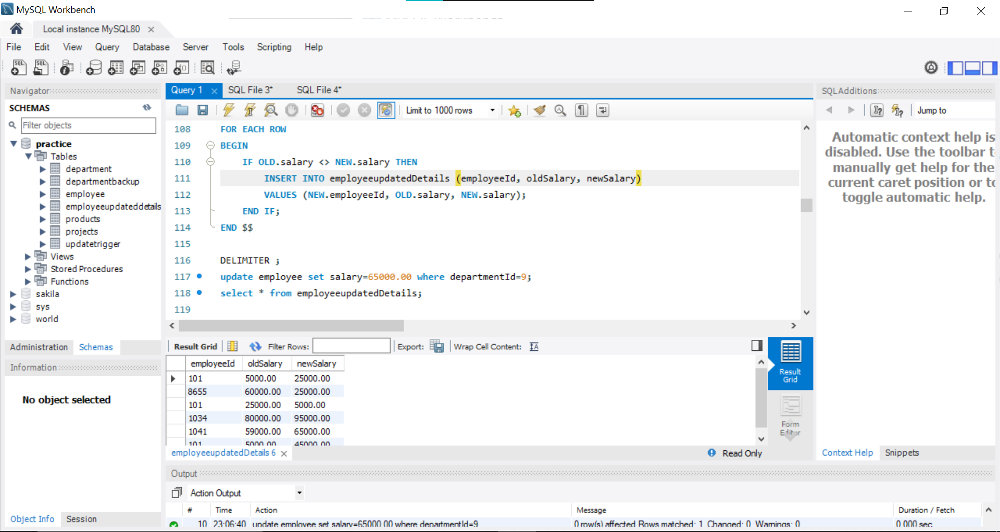 MySQL Workbench
Local instance MySQL80
File Edit View Query Database Server Tools Scripting Help
Navigator
SCHEMAS
Filter objects
practice
Tables
department
departmentbackup
employee
employeeupdateddetails
products
projects
updatetrigger
Views
Stored Procedures
Functions
sakila
sys
world
Administration Schemas
Information
No object selected
Object Info Session
Query 1 SQL File 3* SQL File 4*
Limit to 1000 rows
108 FOR EACH ROW
109 BEGIN
110 IF OLD.salary <> NEW.salary THEN
111 INSERT INTO employeeupdatedDetails (employeeId, oldSalary, newSalary)
112 VALUES (NEW.employeeId, OLD.salary, NEW.salary);
113 END IF;
114 END $$
115
116 DELIMITER ;
117 update employee set salary=65000.00 where departmentId=9;
118 select * from employeeupdatedDetails;
119
Result Grid Filter Rows: Export: Wrap Cell Content:
employeeId oldSalary newSalary
101 5000.00 25000.00
8655 60000.00 25000.00
101 25000.00 5000.00
1034 80000.00 95000.00
1041 59000.00 65000.00
101 5000.00 45000.00
Result
Grid
Form
Editor
employeeupdatedDetails 6 Read Only
Output
Action Output
# Time Action Message Duration / Fetch
10 23:06:40 update employee set salary=65000.00 where departmentId=9 0 row(s) affected Rows matched: 1 Changed: 0 Warnings: 0 0.000 sec
SQLAdditions
Jump to
Automatic context help is
disabled. Use the toolbar
manually get help for the
current caret position or to
toggle automatic help.
Context Help Snippets